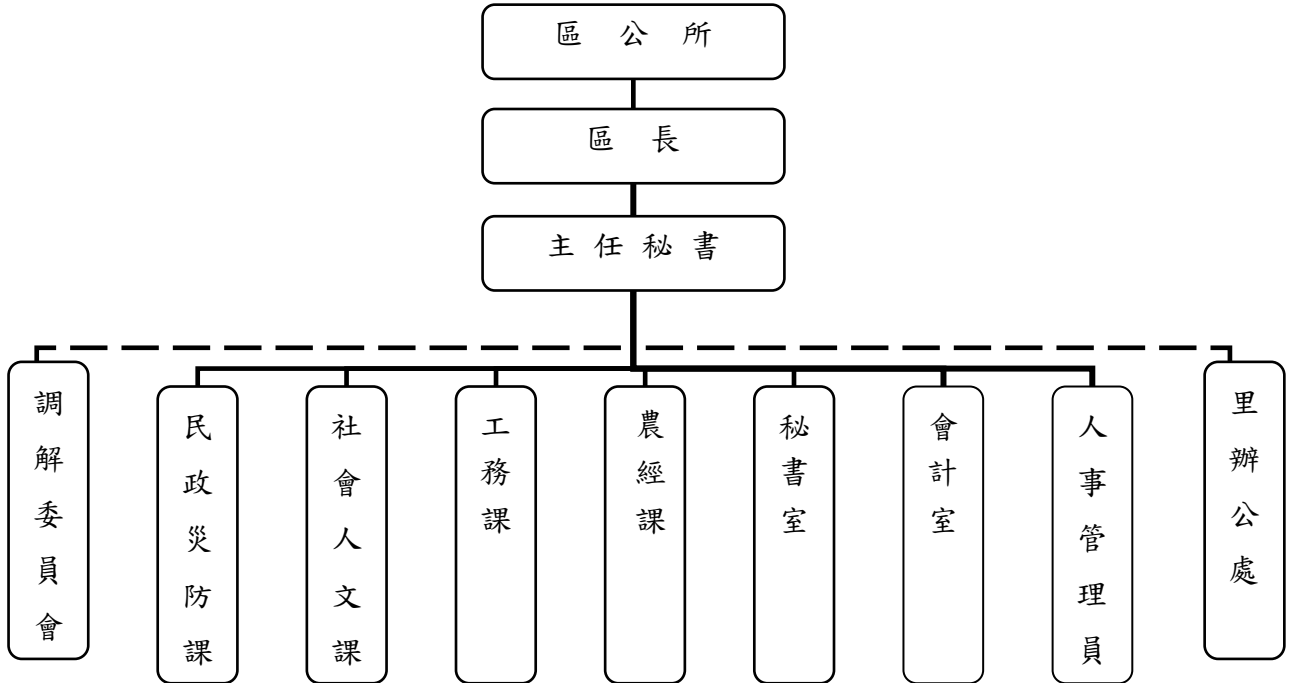 區公所
區長
主任秘書
調解委員會
民政災防課
社會人文課
工務課
農經課
秘書室
會計室
人事管理員
里辦公處